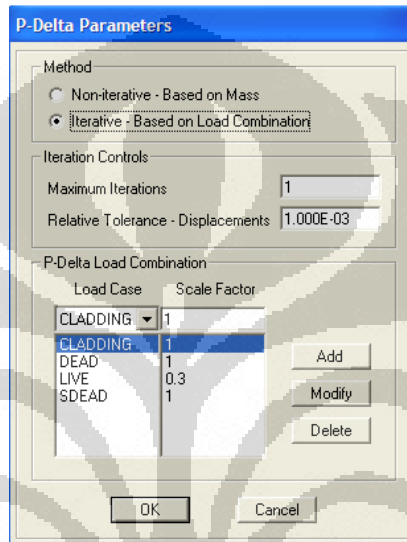 P-Delta Parameters
Method
Non-iterative - Based on Mass
Iterative - Based on Load Combination
Iteration Controls
Maximum Iterations 1
Relative Tolerance - Displacements 1.000E-03
P-Delta Load Combination
Load Case Scale Factor
CLADDING 1
CLADDING 1
DEAD 1
LIVE 0.3
SDEAD 1
Add
Modify
Delete
OK Cancel